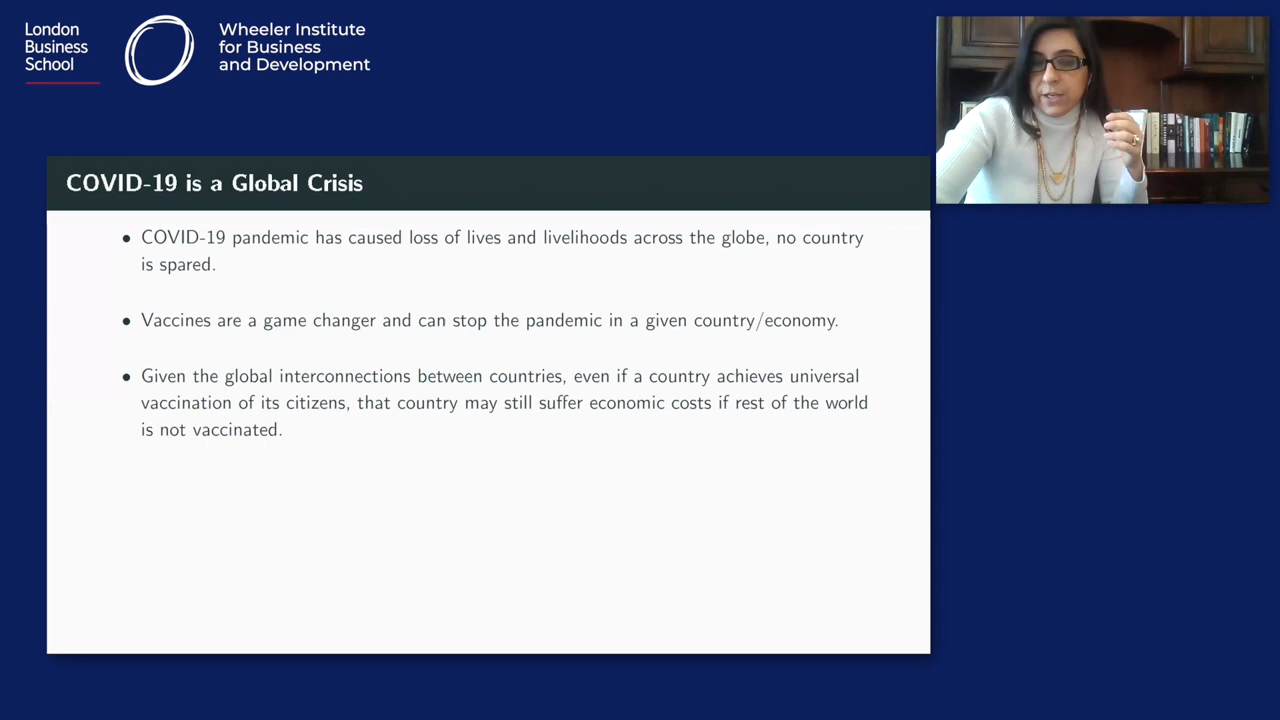 London
Business
School
Wheeler Institute
for Business
and Development
COVID-19 is a Global Crisis
• COVID-19 pandemic has caused loss of lives and livelihoods across the globe, no country
is spared.
• Vaccines are a game changer and can stop the pandemic in a given country/economy.
• Given the global interconnections between countries, even if a country achieves universal
vaccination of its citizens, that country may still suffer economic costs if rest of the world
is not vaccinated.